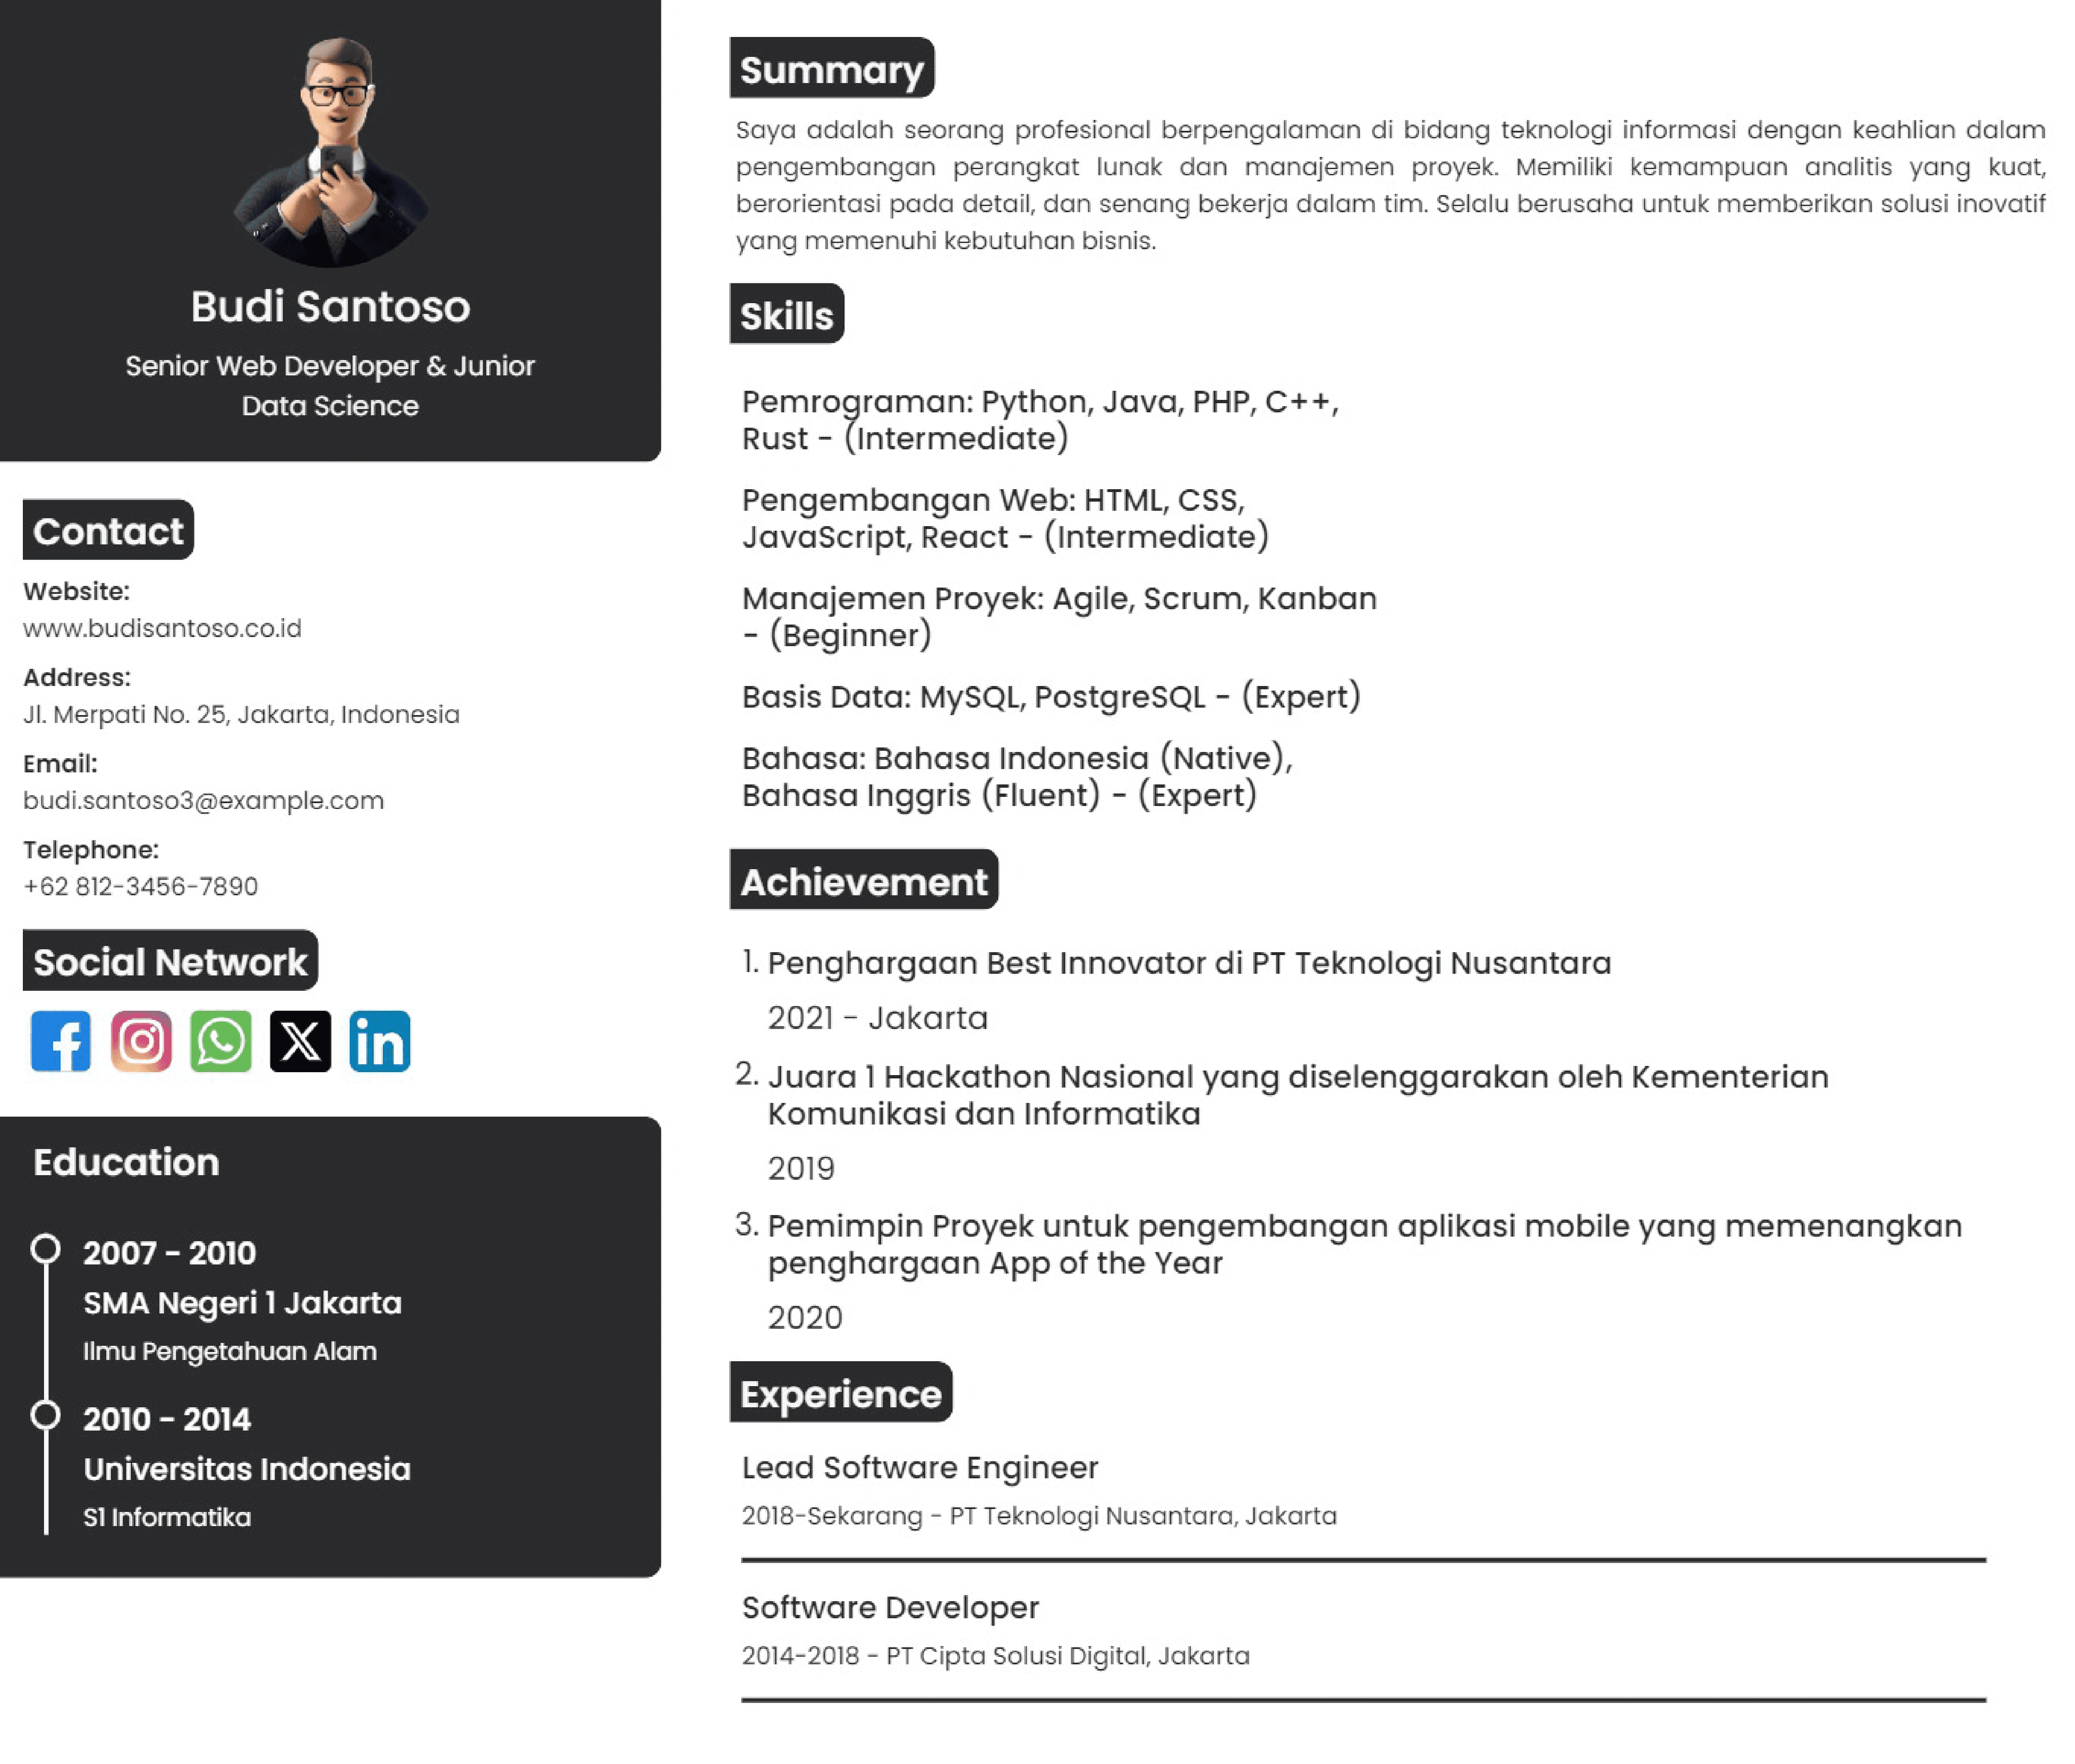 Budi Santoso
Senior Web Developer & Junior
Data Science
Contact
Website:
www.budisantoso.co.id
Address:
Jl. Merpati No. 25, Jakarta, Indonesia
Email:
budi.santoso3@example.com
Telephone:
+62 812-3456-7890
Social Network
Education
2007 - 2010
SMA Negeri 1 Jakarta
Ilmu Pengetahuan Alam
2010 - 2014
Universitas Indonesia
S1 Informatika
Summary
Saya adalah seorang profesional berpengalaman di bidang teknologi informasi dengan keahlian dalam
pengembangan perangkat lunak dan manajemen proyek. Memiliki kemampuan analitis yang kuat,
berorientasi pada detail, dan senang bekerja dalam tim. Selalu berusaha untuk memberikan solusi inovatif
yang memenuhi kebutuhan bisnis.
Skills
Pemrograman: Python, Java, PHP, C++,
Rust - (Intermediate)
Pengembangan Web: HTML, CSS,
JavaScript, React - (Intermediate)
Manajemen Proyek: Agile, Scrum, Kanban
- (Beginner)
Basis Data: MySQL, PostgreSQL - (Expert)
Bahasa: Bahasa Indonesia (Native),
Bahasa Inggris (Fluent) - (Expert)
Achievement
1. Penghargaan Best Innovator di PT Teknologi Nusantara
2021 - Jakarta
2. Juara 1 Hackathon Nasional yang diselenggarakan oleh Kementerian
Komunikasi dan Informatika
2019
3. Pemimpin Proyek untuk pengembangan aplikasi mobile yang memenangkan
penghargaan App of the Year
2020
Experience
Lead Software Engineer
2018-Sekarang - PT Teknologi Nusantara, Jakarta
Software Developer
2014-2018 - PT Cipta Solusi Digital, Jakarta